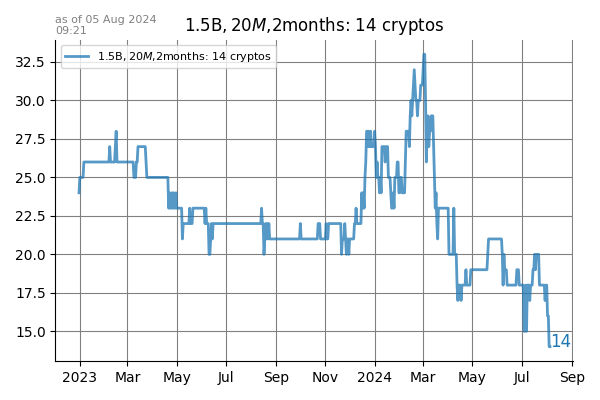 as of 05 Aug 2024
09:21
1.5B, 20M,2months: 14 cryptos
1.5B, 20M,2months: 14 cryptos
32.5
30.0
27.5
25.0
22.5
20.0
17.5
15.0
14
2023 Mar May Jul Sep Nov 2024 Mar May Jul Sep